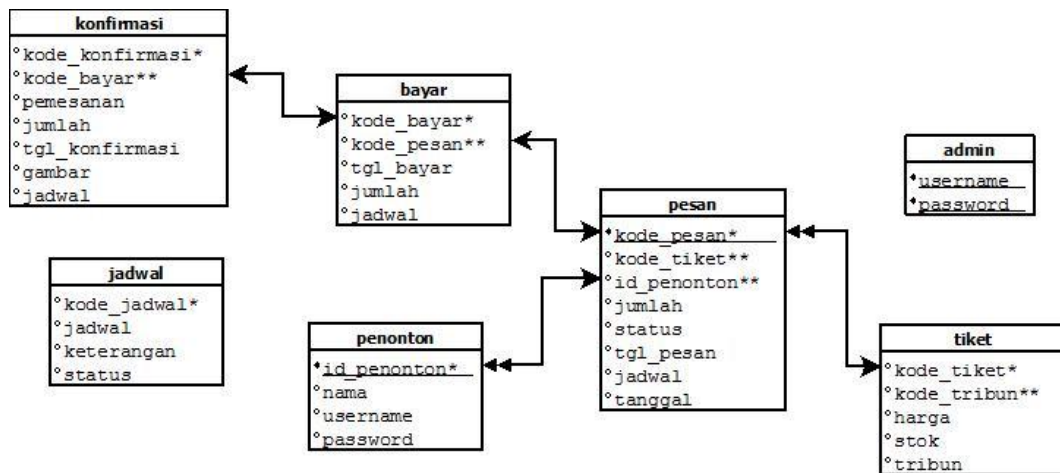 konfirmasi
kode_konfirmasi*
kode_bayar**
pemesanan
jumlah
tgl_konfirmasi
gambar
jadwal
bayar
kode_bayar*
kode_pesan**
tgl_bayar
jumlah
jadwal
admin
username
password
pesan
kode_pesan*
kode_tiket**
id_penonton**
jumlah
status
tgl_pesan
jadwal
tanggal
jadwal
kode_jadwal*
jadwal
keterangan
status
penonton
id_penonton*
nama
username
password
tiket
kode_tiket*
kode_tribun**
harga
stok
tribun